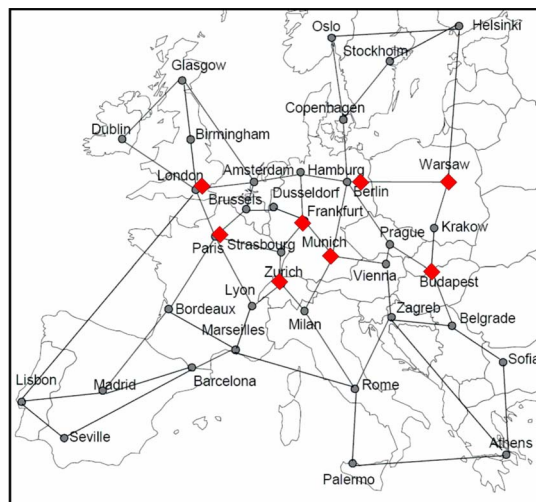 Oslo
Helsinki
Stockholm
Glasgow
Copenhagen
Dublin
Birmingham
London
Amsterdam
Hamburg
Berlin
Warsaw
Brussels
Dusseldorf
Frankfurt
Paris
Strasbourg
Munich
Prague
Krakow
Zurich
Vienna
Budapest
Lyon
Bordeaux
Milan
Zagreb
Belgrade
Marseilles
Sofia
Lisbon
Madrid
Barcelona
Rome
Seville
Athens
Palermo